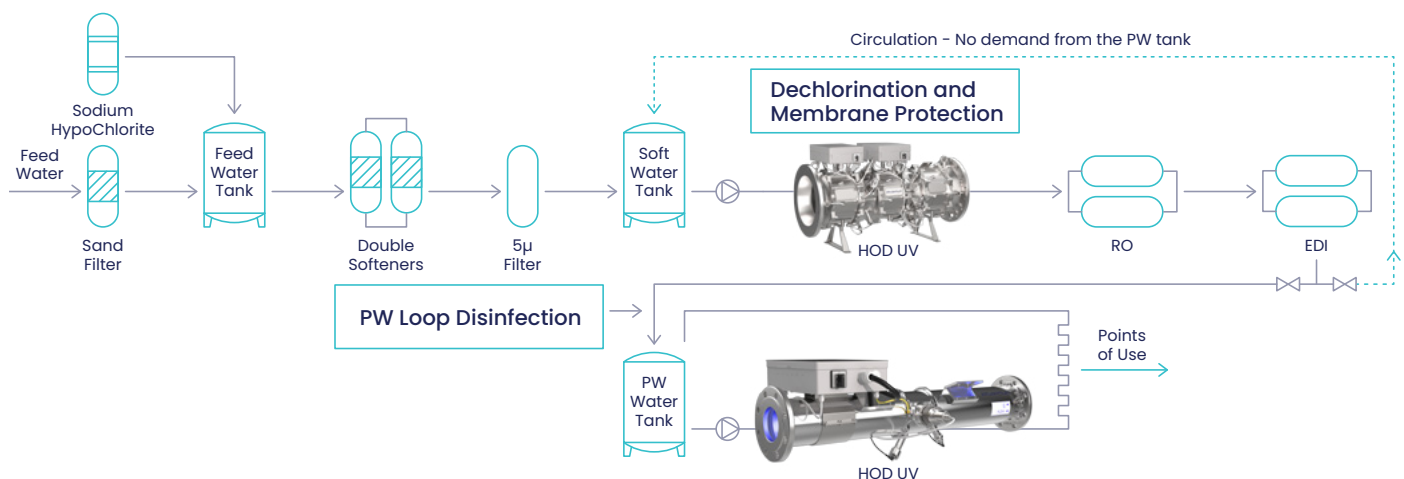 Circulation - No demand from the PW tank
Dechlorination and
Membrane Protection
Sodium
HypoChlorite
Feed
Water
Sand
Filter
Feed
Water
Tank
Double
Softeners
5µ
Filter
Soft
Water
Tank
HOD UV
RO
EDI
PW Loop Disinfection
PW
Water
Tank
HOD UV
Points
of Use